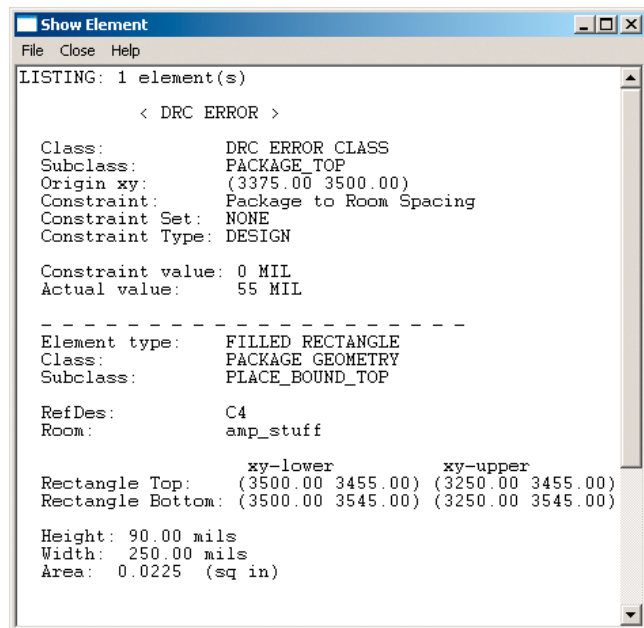 Show Element
File Close Help
LISTING: 1 element(s)
< DRC ERROR >
Class: DRC ERROR CLASS
Subclass: PACKAGE_TOP
Origin xy: (3375.00 3500.00)
Constraint: Package to Room Spacing
Constraint Set: NONE
Constraint Type: DESIGN
Constraint value: 0 MIL
Actual value: 55 MIL
- - - - - - - - - - - - - - - - - - - -
Element type: FILLED RECTANGLE
Class: PACKAGE GEOMETRY
Subclass: PLACE_BOUND_TOP
RefDes: C4
Room: amp_stuff
xy-lower xy-upper
Rectangle Top: (3500.00 3455.00) (3250.00 3455.00)
Rectangle Bottom: (3500.00 3545.00) (3250.00 3545.00)
Height: 90.00 mils
Width: 250.00 mils
Area: 0.0225 (sq in)